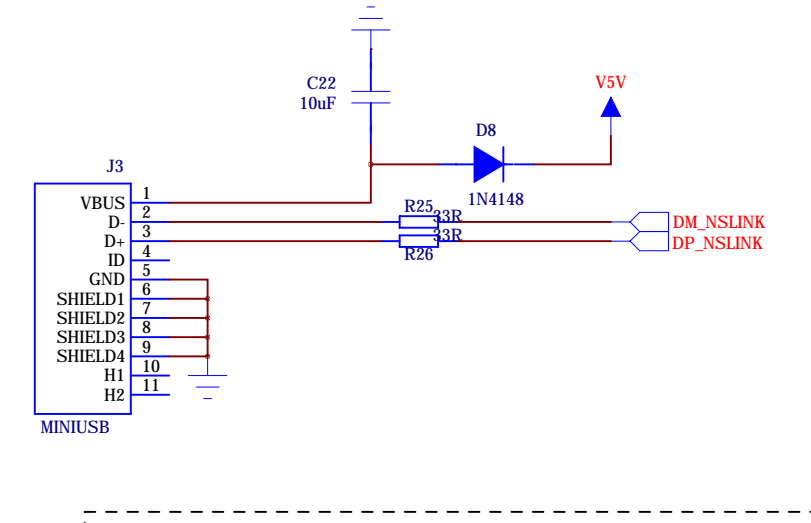 C22
10uF
V5V
D8
1N4148
J3
VBUS 1
D- 2
D+ 3
ID 4
GND 5
SHIELD1 6
SHIELD2 7
SHIELD3 8
SHIELD4 9
H1 10
H2 11
MINIUSB
R25 33R
33R
R26
DM_NSLINK
DP_NSLINK